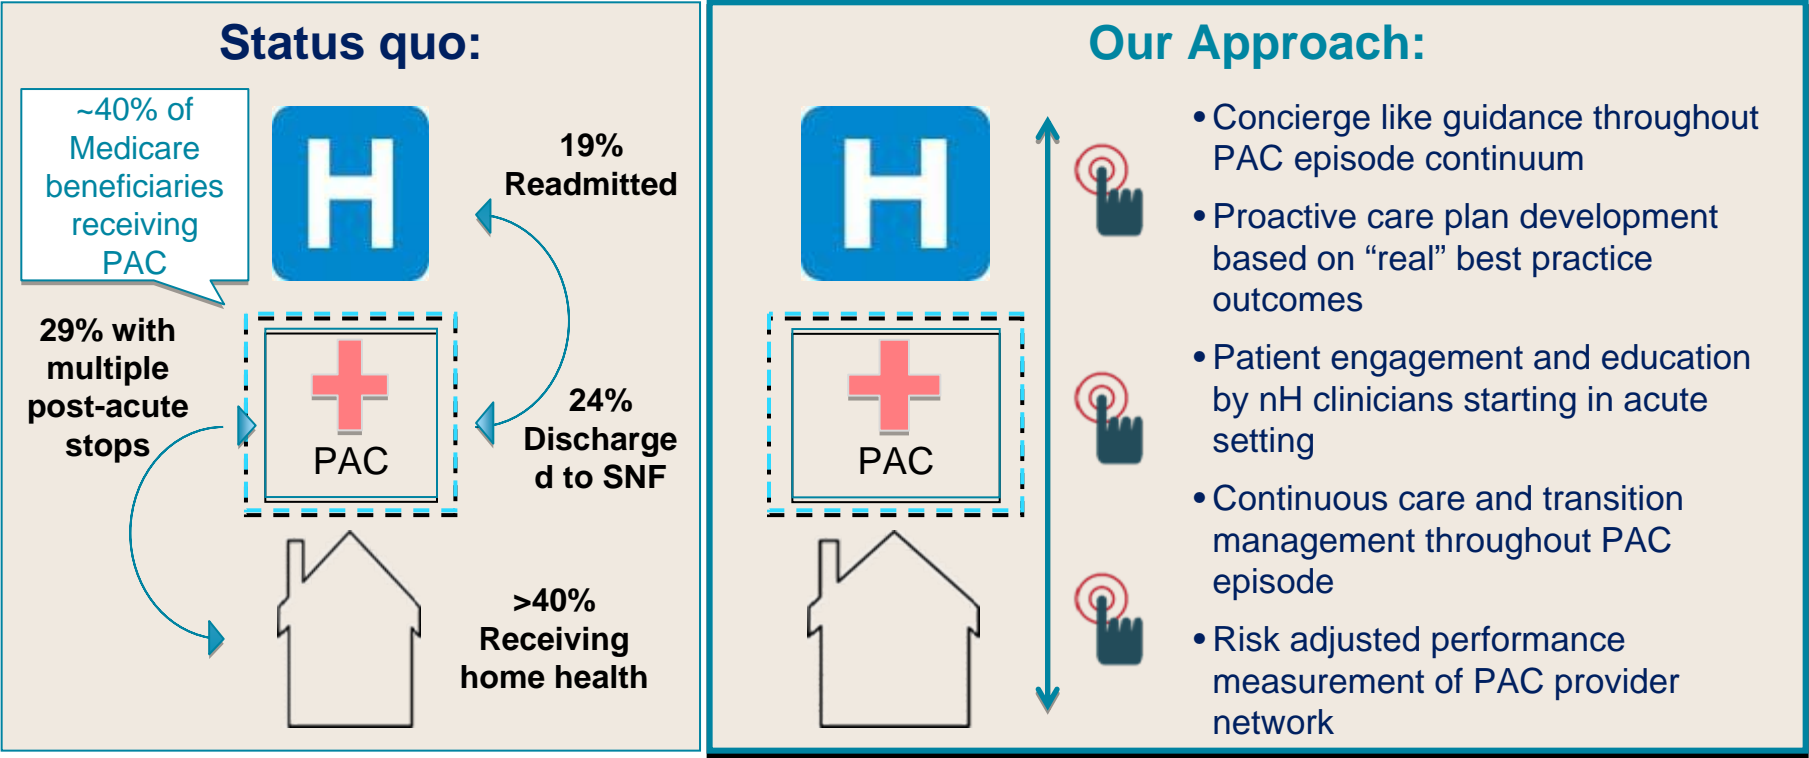 Status quo:
~40% of
Medicare
beneficiaries
receiving
PAC
H
19%
Readmitted
29% with
multiple
post-acute
stops
PAC
24%
Discharge
d to SNF
>40%
Receiving
home health
Our Approach:
H
PAC
•Concierge like guidance throughout
PAC episode continuum
•Proactive care plan development
based on “real” best practice
outcomes
•Patient engagement and education
by nH clinicians starting in acute
setting
•Continuous care and transition
management throughout PAC
episode
•Risk adjusted performance
measurement of PAC provider
network